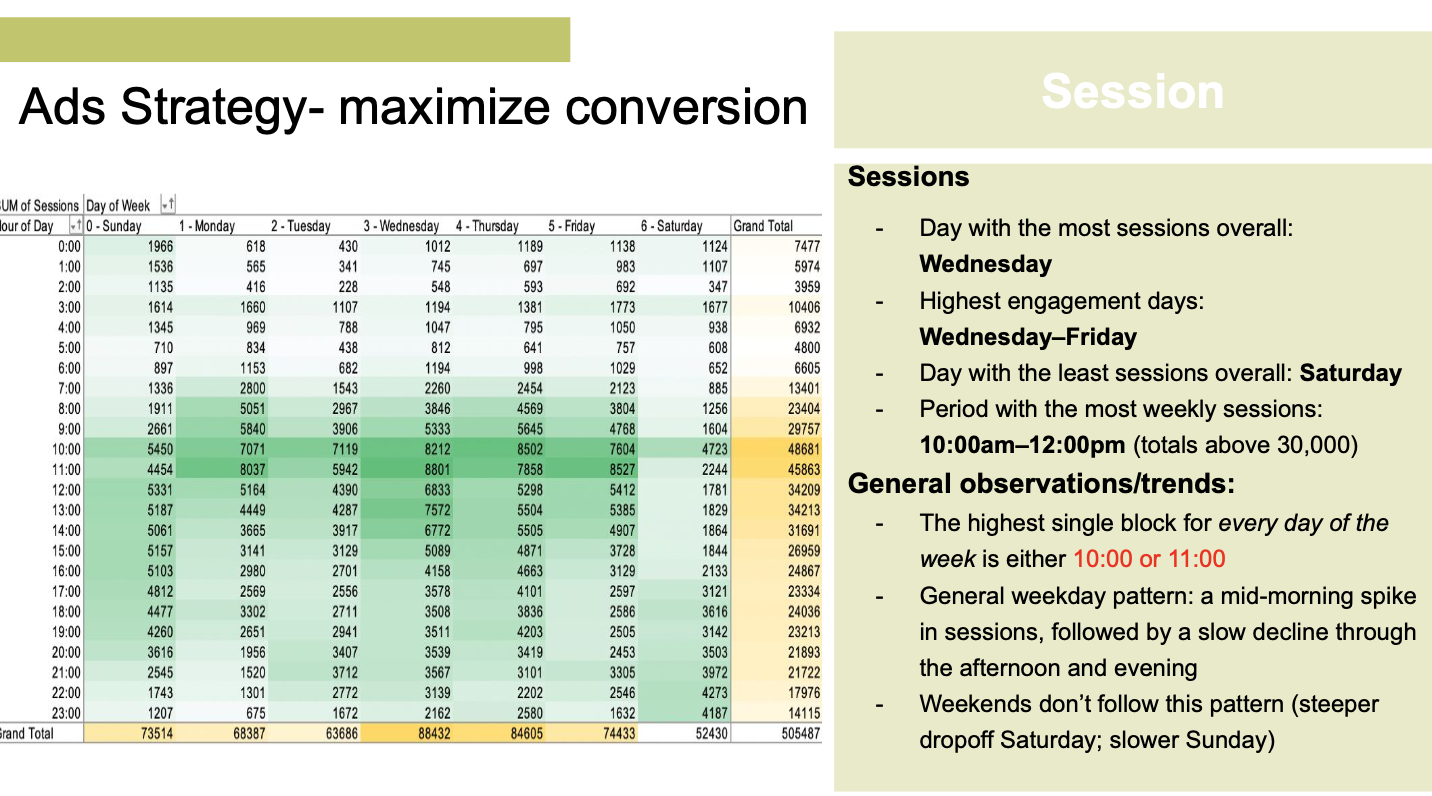 Ads Strategy- maximize conversion
UM of Sessions Day of Week
our of Day 0 - Sunday 1 - Monday 2 - Tuesday 3 - Wednesday 4 - Thursday 5 - Friday 6 - Saturday Grand Total
0:00 1966 618 430 1012 1189 1138 1124 7477
1:00 1536 565 341 745 697 983 1107 5974
2:00 1135 416 228 548 593 692 347 3959
3:00 1614 1660 1107 1194 1381 1773 1677 10406
4:00 1345 969 788 1047 795 1050 938 6932
5:00 710 834 438 812 641 757 608 4800
6:00 897 1153 682 1194 998 1029 652 6605
7:00 1336 2800 1543 2260 2454 2123 885 13401
8:00 1911 5051 2967 3846 4569 3804 1256 23404
9:00 2661 5840 3906 5333 5645 4768 1604 29757
10:00 5450 7071 7119 8212 8502 7604 4723 48681
11:00 4454 8037 5942 8801 7858 8527 2244 45863
12:00 5331 5164 4390 6833 5298 5412 1781 34209
13:00 5187 4449 4287 7572 5504 5385 1829 34213
14:00 5061 3665 3917 6772 5505 4907 1864 31691
15:00 5157 3141 3129 5089 4871 3728 1844 26959
16:00 5103 2980 2701 4158 4663 3129 2133 24867
17:00 4812 2569 2556 3578 4101 2597 3121 23334
18:00 4477 3302 2711 3508 3836 2586 3616 24036
19:00 4260 2651 2941 3511 4203 2505 3142 23213
20:00 3616 1956 3407 3539 3419 2453 3503 21893
21:00 2545 1520 3712 3567 3101 3305 3972 21722
22:00 1743 1301 2772 3139 2202 2546 4273 17976
23:00 1207 675 1672 2162 2580 1632 4187 14115
rand Total 73514 68387 63686 88432 84605 74433 52430 505487
Session
Sessions
- Day with the most sessions overall:
Wednesday
- Highest engagement days:
Wednesday–Friday
- Day with the least sessions overall: Saturday
- Period with the most weekly sessions:
10:00am–12:00pm (totals above 30,000)
General observations/trends:
- The highest single block for every day of the
week is either 10:00 or 11:00
- General weekday pattern: a mid-morning spike
in sessions, followed by a slow decline through
the afternoon and evening
- Weekends don’t follow this pattern (steeper
dropoff Saturday; slower Sunday)